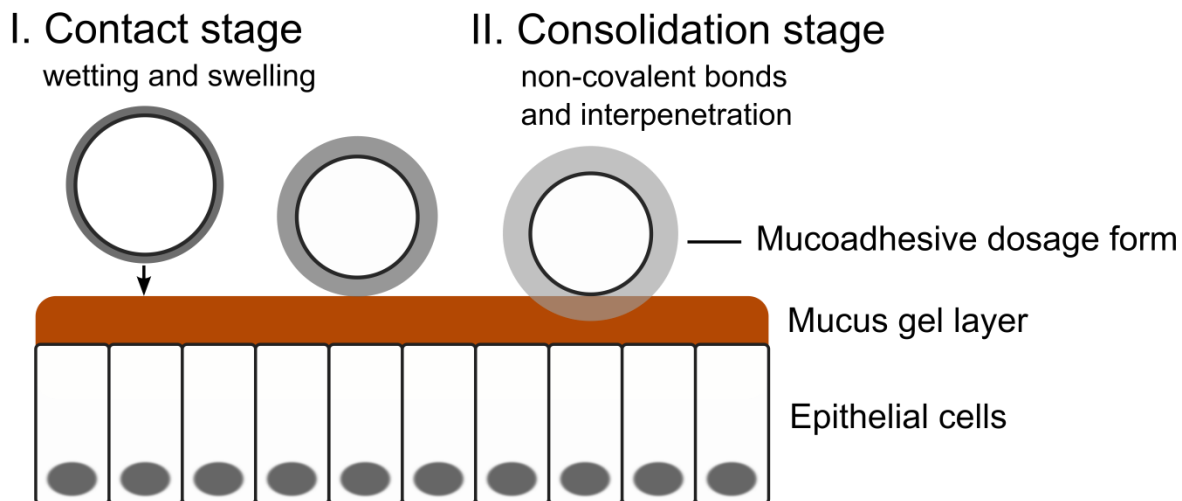 I. Contact stage
wetting and swelling
II. Consolidation stage
non-covalent bonds
and interpenetration
Mucoadhesive dosage form
Mucus gel layer
Epithelial cells